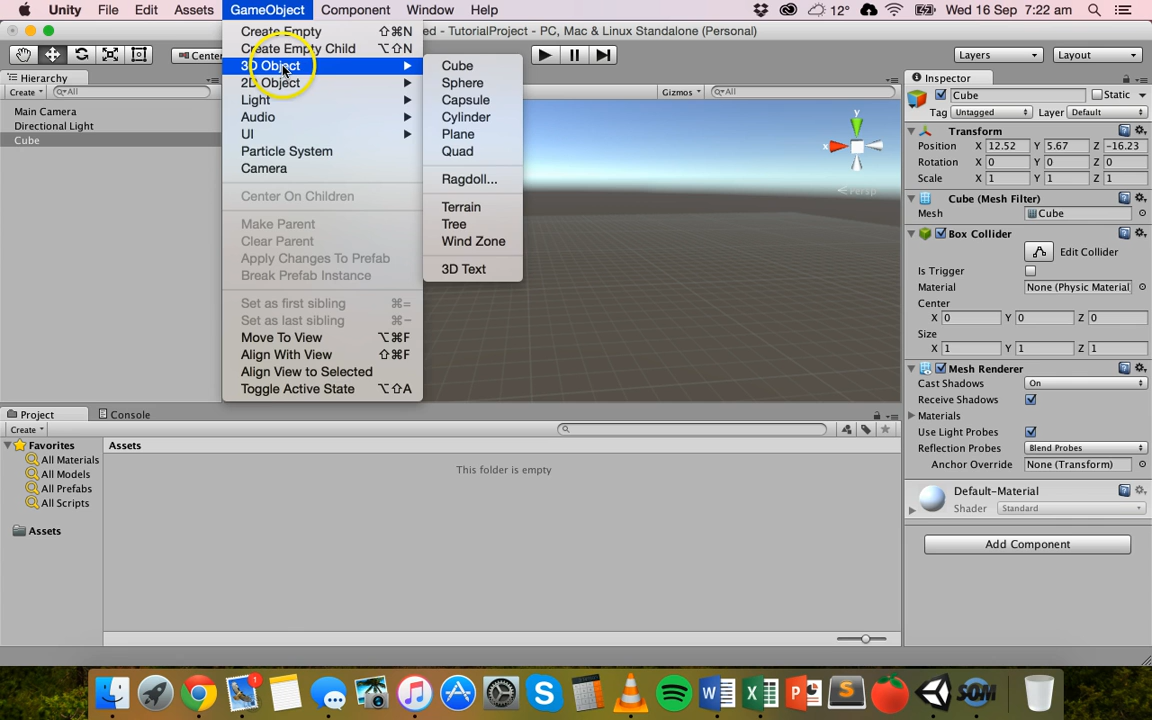 Unity File Edit Assets GameObject Component Window Help 12° Wed 16 Sep 7:22 am
ed - TutorialProject - PC, Mac & Linux Standalone (Personal)
Center Layers Layout
Hierarchy
Create All
Main Camera
Directional Light
Cube
Create Empty ⇧⌘N
Create Empty Child ⌥⇧N
3D Object
2D Object
Light
Audio
UI
Particle System
Camera
Center On Children
Make Parent
Clear Parent
Apply Changes To Prefab
Break Prefab Instance
Set as first sibling ⌘=
Set as last sibling ⌘-
Move To View ⌥⌘F
Align With View ⇧⌘F
Align View to Selected
Toggle Active State ⌥⇧A
Cube
Sphere
Capsule
Cylinder
Plane
Quad
Ragdoll...
Terrain
Tree
Wind Zone
3D Text
Gizmos All
y
x
Persp
Inspector
Cube Static
Tag Untagged Layer Default
Transform
Position X 12.52 Y 5.67 Z -16.23
Rotation X 0 Y 0 Z 0
Scale X 1 Y 1 Z 1
Cube (Mesh Filter)
Mesh Cube
Box Collider
Edit Collider
Is Trigger
Material None (Physic Material)
Center
X 0 Y 0 Z 0
Size
X 1 Y 1 Z 1
Mesh Renderer
Cast Shadows On
Receive Shadows
Materials
Use Light Probes
Reflection Probes Blend Probes
Anchor Override None (Transform)
Default-Material
Shader Standard
Add Component
Project Console
Create
Favorites
All Materials
All Models
All Prefabs
All Scripts
Assets
Assets
This folder is empty
1
SOM